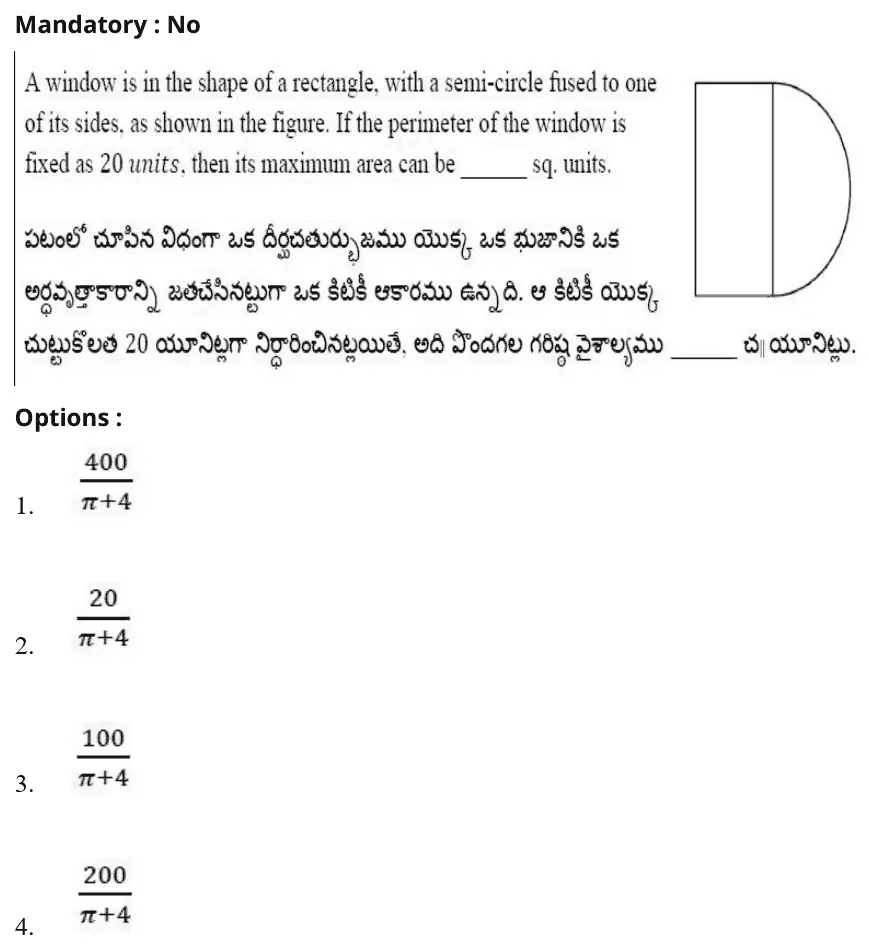 Mandatory : No
A window is in the shape of a rectangle, with a semi-circle fused to one
of its sides, as shown in the figure. If the perimeter of the window is
fixed as 20 units, then its maximum area can be ______ sq. units.
పటంలో చూపిన విధంగా ఒక దీర్ఘచతుర్భుజము యొక్క ఒక భుజానికి ఒక
అర్ధవృత్తాకారాన్ని జతచేసినట్టుగా ఒక కిటికీ ఆకారము ఉన్నది. ఆ కిటికీ యొక్క
చుట్టుకొలత 20 యూనిట్లగా నిర్ధారించినట్లయితే, అది పొందగల గరిష్ఠ వైశాల్యము ______ చ|| యూనిట్లు.
Options :
1. 400/(π+4)
2. 20/(π+4)
3. 100/(π+4)
4. 200/(π+4)